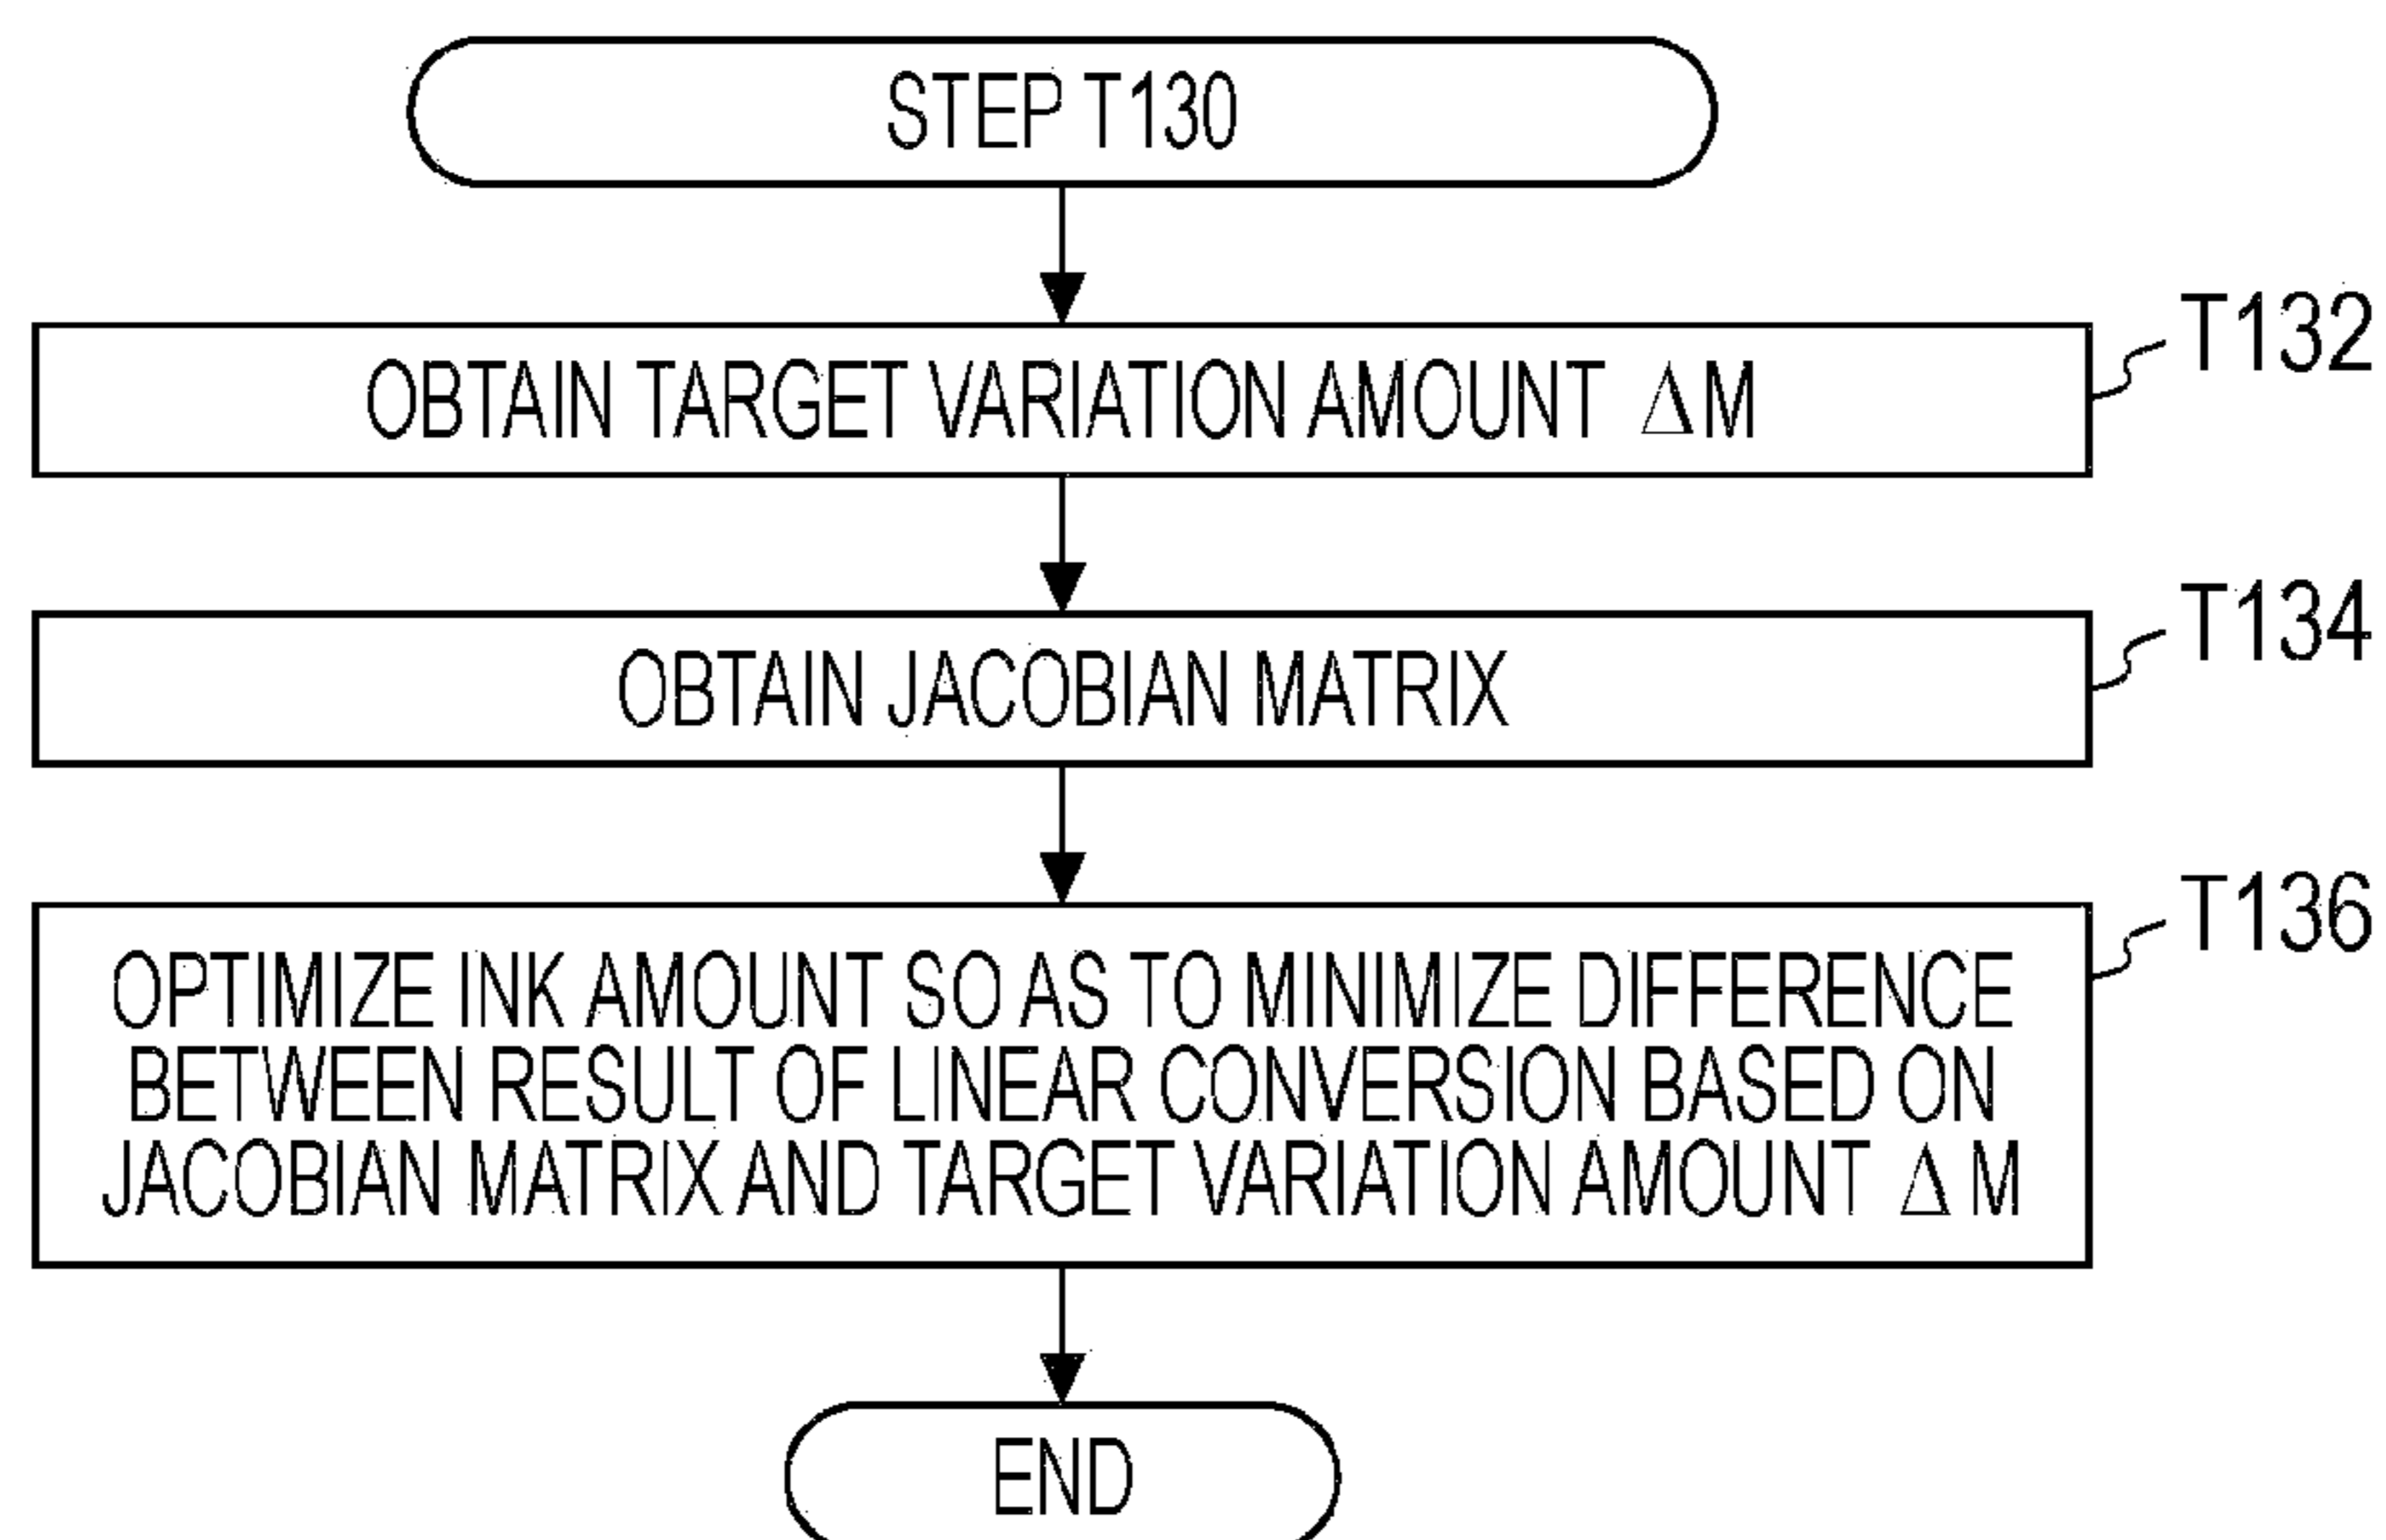 STEP T130
OBTAIN TARGET VARIATION AMOUNT ΔM
T132
OBTAIN JACOBIAN MATRIX
T134
OPTIMIZE INK AMOUNT SO AS TO MINIMIZE DIFFERENCE
BETWEEN RESULT OF LINEAR CONVERSION BASED ON
JACOBIAN MATRIX AND TARGET VARIATION AMOUNT Δ M
T136
END